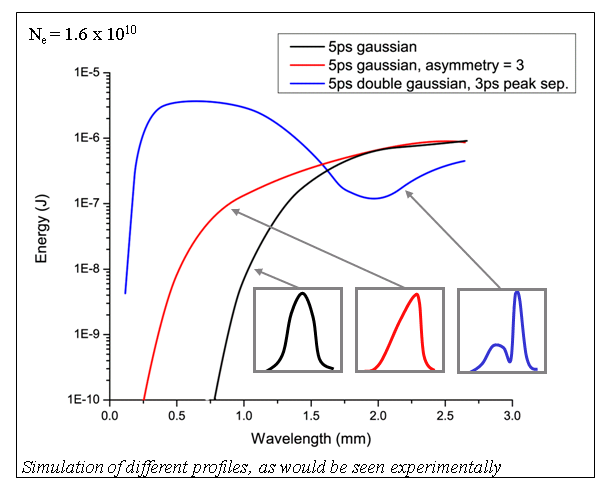 Nₑ = 1.6 x 10¹⁰
5ps gaussian
5ps gaussian, asymmetry = 3
5ps double gaussian, 3ps peak sep.
1E-5
1E-6
1E-7
1E-8
1E-9
1E-10
Energy (J)
0.0 0.5 1.0 1.5 2.0 2.5 3.0
Wavelength (mm)
Simulation of different profiles, as would be seen experimentally